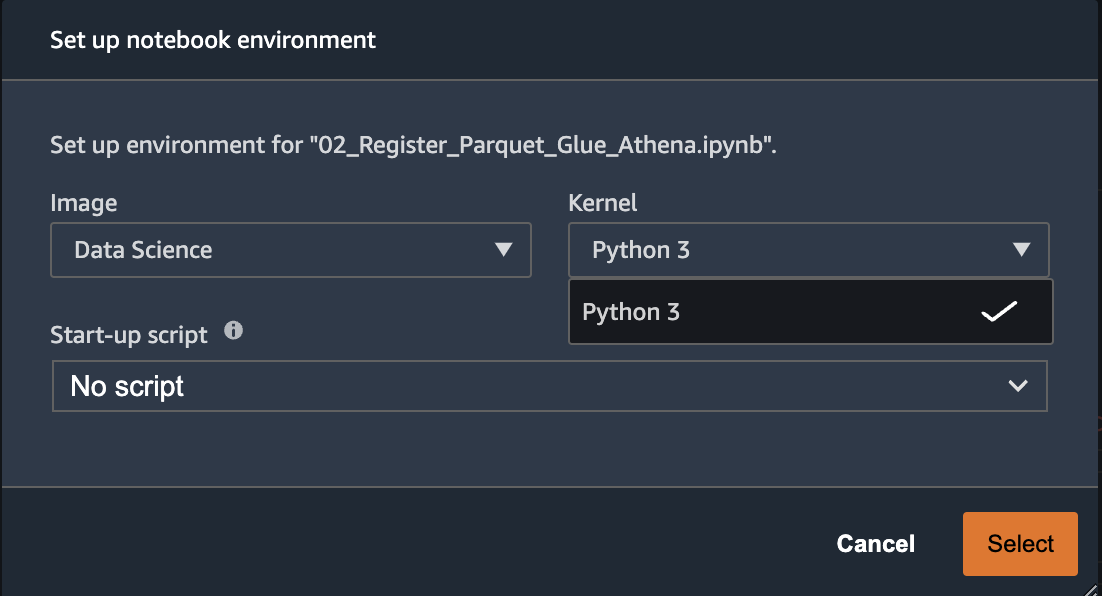 Set up notebook environment
Set up environment for "02_Register_Parquet_Glue_Athena.ipynb".
Image
Kernel
Data Science
Python 3
Python 3
Start-up script
No script
Cancel
Select